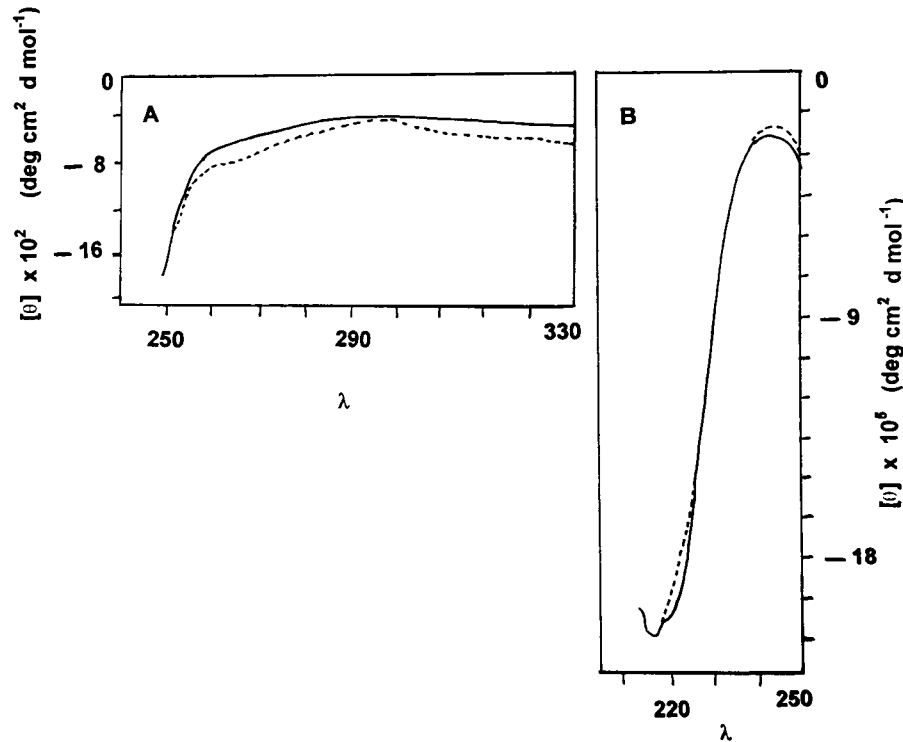 A
0
– 8
– 16
[θ] x 10² (deg cm² d mol⁻¹)
250
290
330
λ
B
0
– 9
– 18
[θ] x 10⁵ (deg cm² d mol⁻¹)
220
250
λ